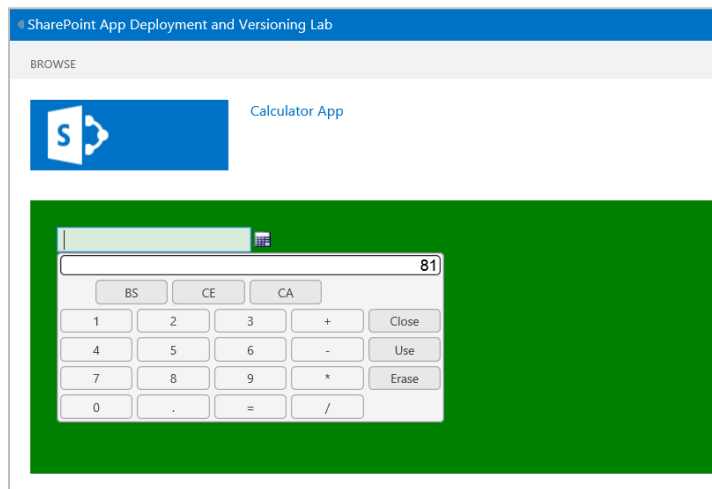 SharePoint App Deployment and Versioning Lab
BROWSE
S
Calculator App
81
BS CE CA
1 2 3 + Close
4 5 6 - Use
7 8 9 * Erase
0 . = /